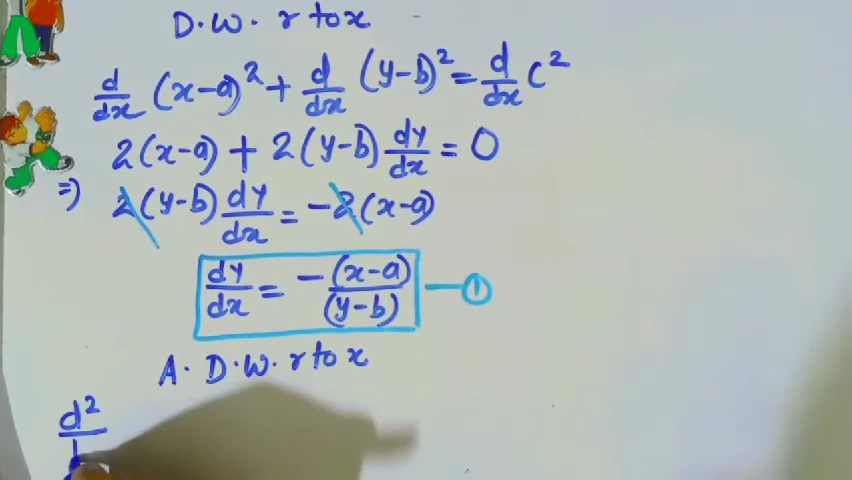 D.W. r to x
d/dx (x-a)² + d/dx (y-b)² = d/dx c²
2(x-a) + 2(y-b) dy/dx = 0
⇒ 2(y-b) dy/dx = -2(x-a)
dy/dx = -(x-a)/(y-b) — ①
A. D.W. r to x
d²